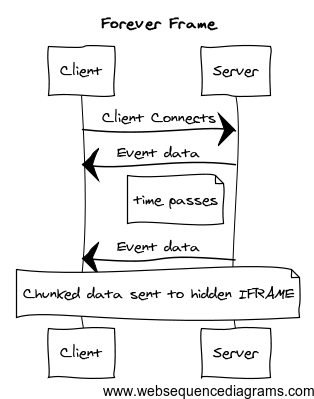 Forever Frame
Client
Server
Client Connects
Event data
time passes
Event data
Chunked data sent to hidden IFRAME
Client
Server
www.websequencediagrams.com